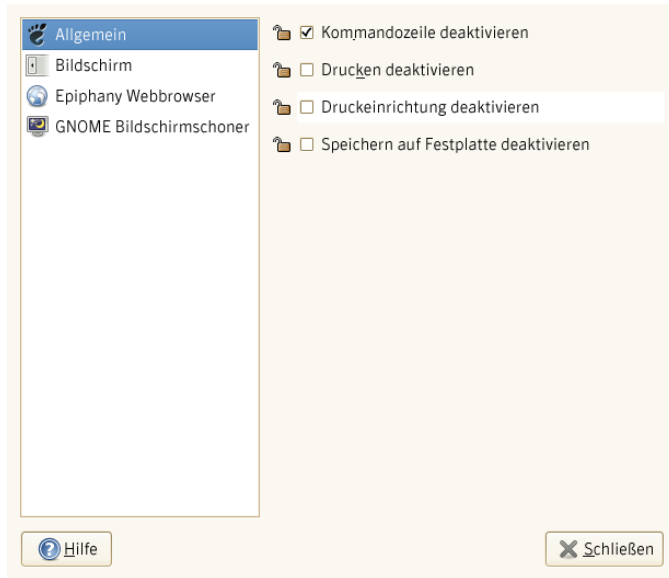 Allgemein
Bildschirm
Epiphany Webbrowser
GNOME Bildschirmschoner
Kommandozeile deaktivieren
Drucken deaktivieren
Druckeinrichtung deaktivieren
Speichern auf Festplatte deaktivieren
Hilfe
Schließen